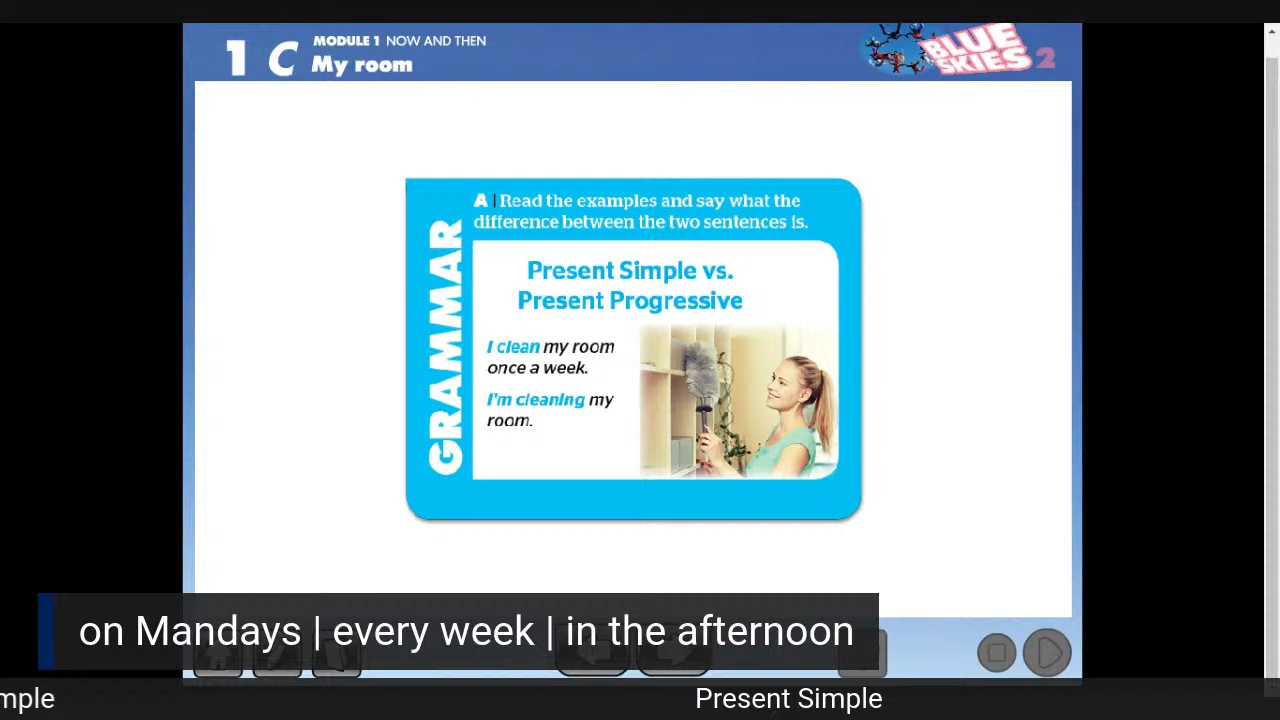 1 C MODULE 1 NOW AND THEN
My room
BLUE
SKIES 2
GRAMMAR
A | Read the examples and say what the
difference between the two sentences is.
Present Simple vs.
Present Progressive
I clean my room
once a week.
I'm cleaning my
room.
on Mandays | every week | in the afternoon
mple
Present Simple